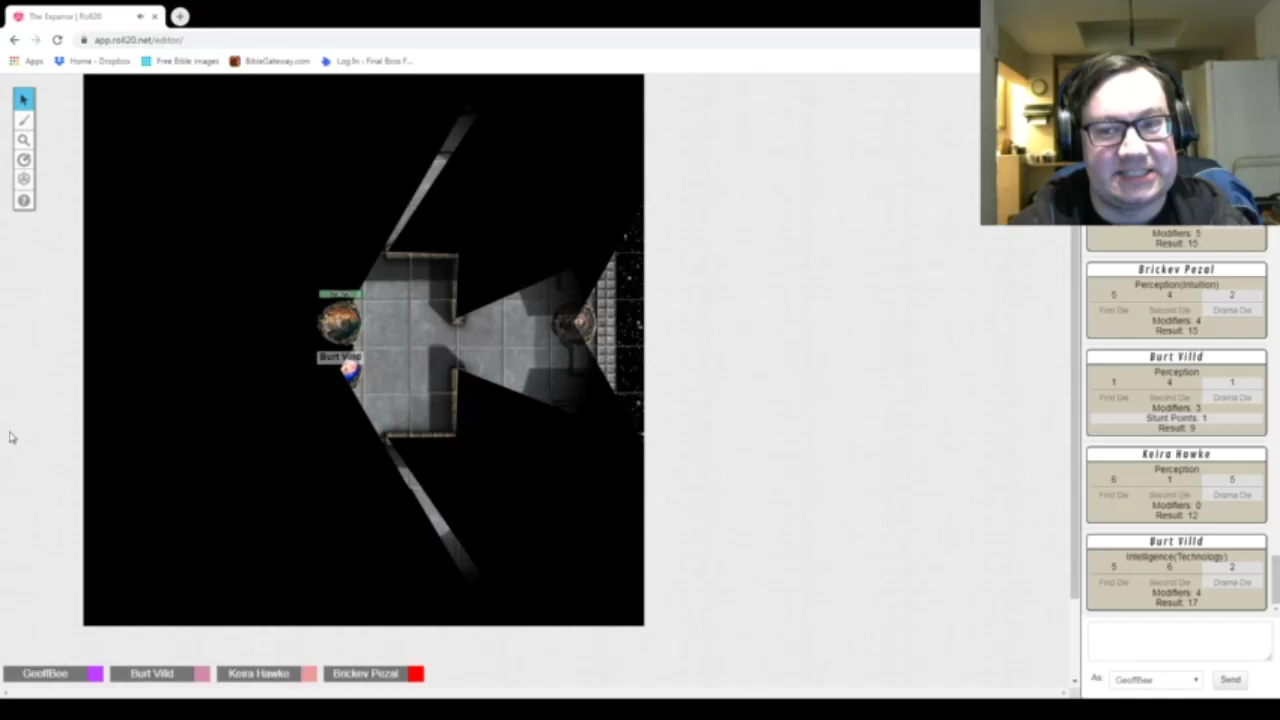 The Expanse | Roll20
app.roll20.net/editor/
Apps Home - Dropbox Free Bible images BibleGateway.com Log In - Final Boss F...
Burt Villd
Modifiers: 5
Result: 15
Brickev Pezal
Perception(Intuition)
5 4 2
First Die Second Die Drama Die
Modifiers: 4
Result: 15
Burt Villd
Perception
1 4 1
First Die Second Die Drama Die
Modifiers: 3
Stunt Points: 1
Result: 9
Keira Hawke
Perception
6 1 5
First Die Second Die Drama Die
Modifiers: 0
Result: 12
Burt Villd
Intelligence(Technology)
5 6 2
First Die Second Die Drama Die
Modifiers: 4
Result: 17
GeoffBee Burt Villd Keira Hawke Brickev Pezal
As: GeoffBee Send